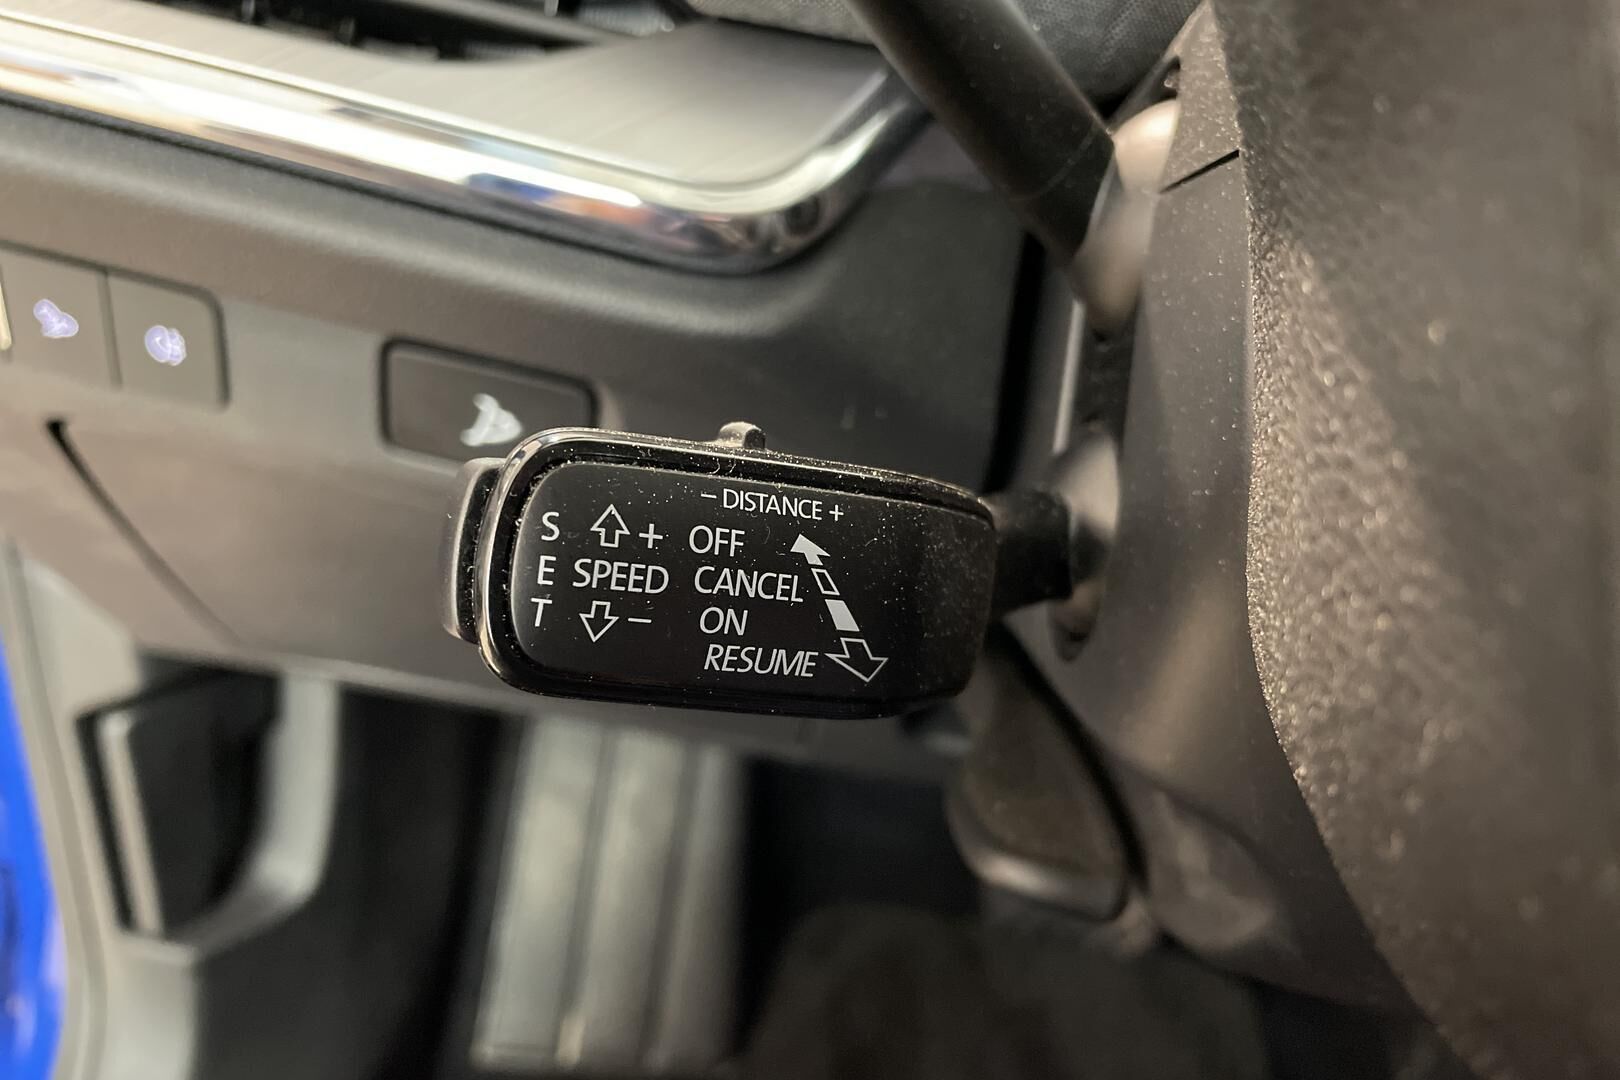 - DISTANCE +
S + OFF
E SPEED CANCEL
T - ON
RESUME